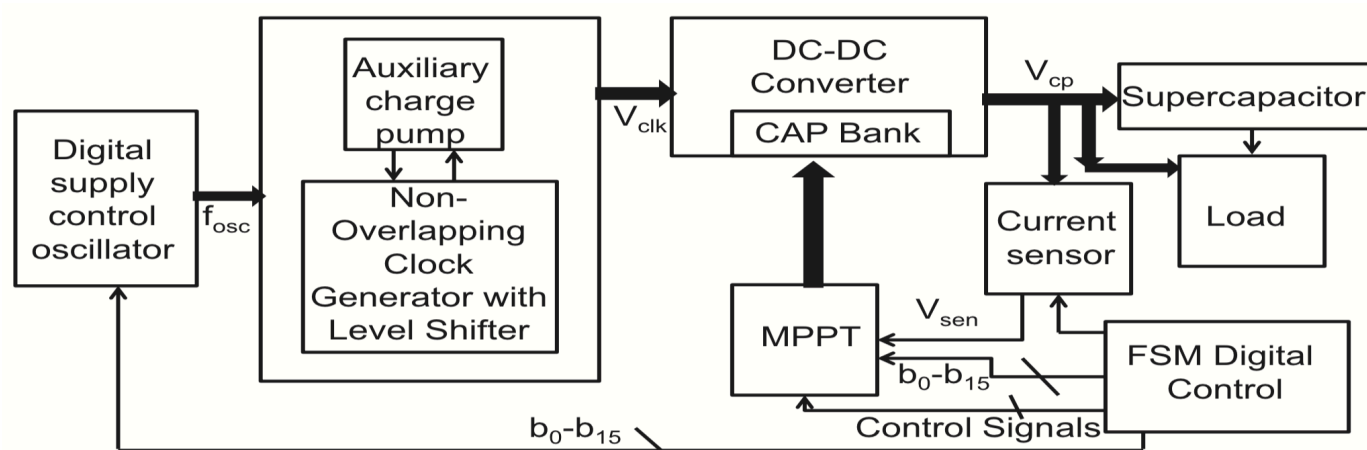 Digital
supply
control
oscillator
f_osc
Auxiliary
charge
pump
Non-
Overlapping
Clock
Generator with
Level Shifter
V_clk
DC-DC
Converter
CAP Bank
V_cp
Supercapacitor
Load
Current
sensor
V_sen
MPPT
b_0-b_15
Control Signals
FSM Digital
Control
b_0-b_15